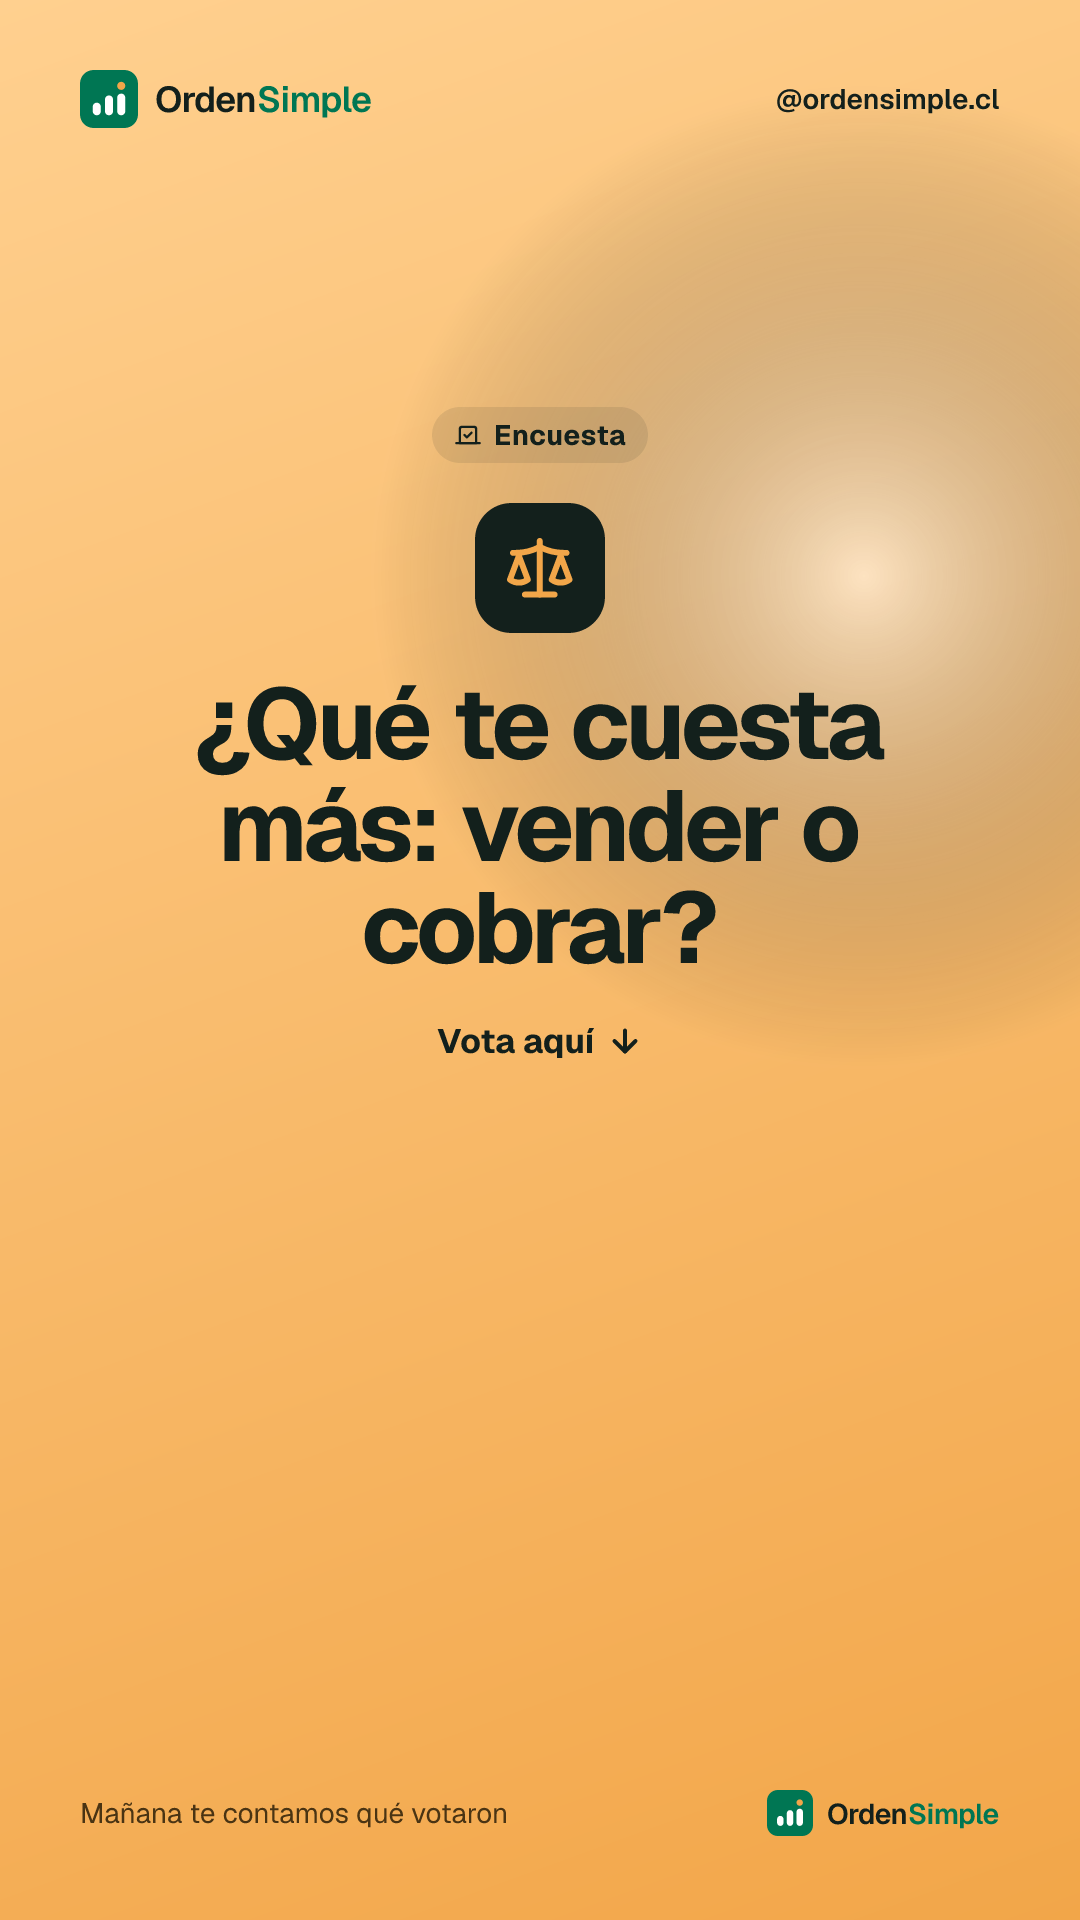 OrdenSimple
@ordensimple.cl
Encuesta
¿Qué te cuesta
más: vender o
cobrar?
Vota aquí ↓
Mañana te contamos qué votaron
OrdenSimple